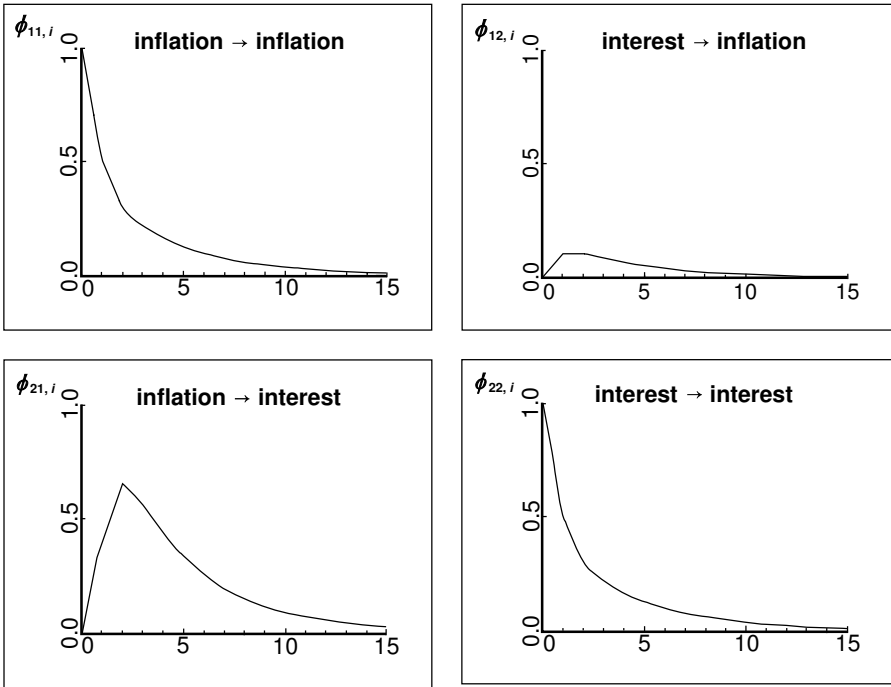 ϕ11, i
inflation → inflation
1.0
0.5
0.0
0 5 10 15
ϕ12, i
interest → inflation
1.0
0.5
0.0
0 5 10 15
ϕ21, i
inflation → interest
1.0
0.5
0.0
0 5 10 15
ϕ22, i
interest → interest
1.0
0.5
0.0
0 5 10 15